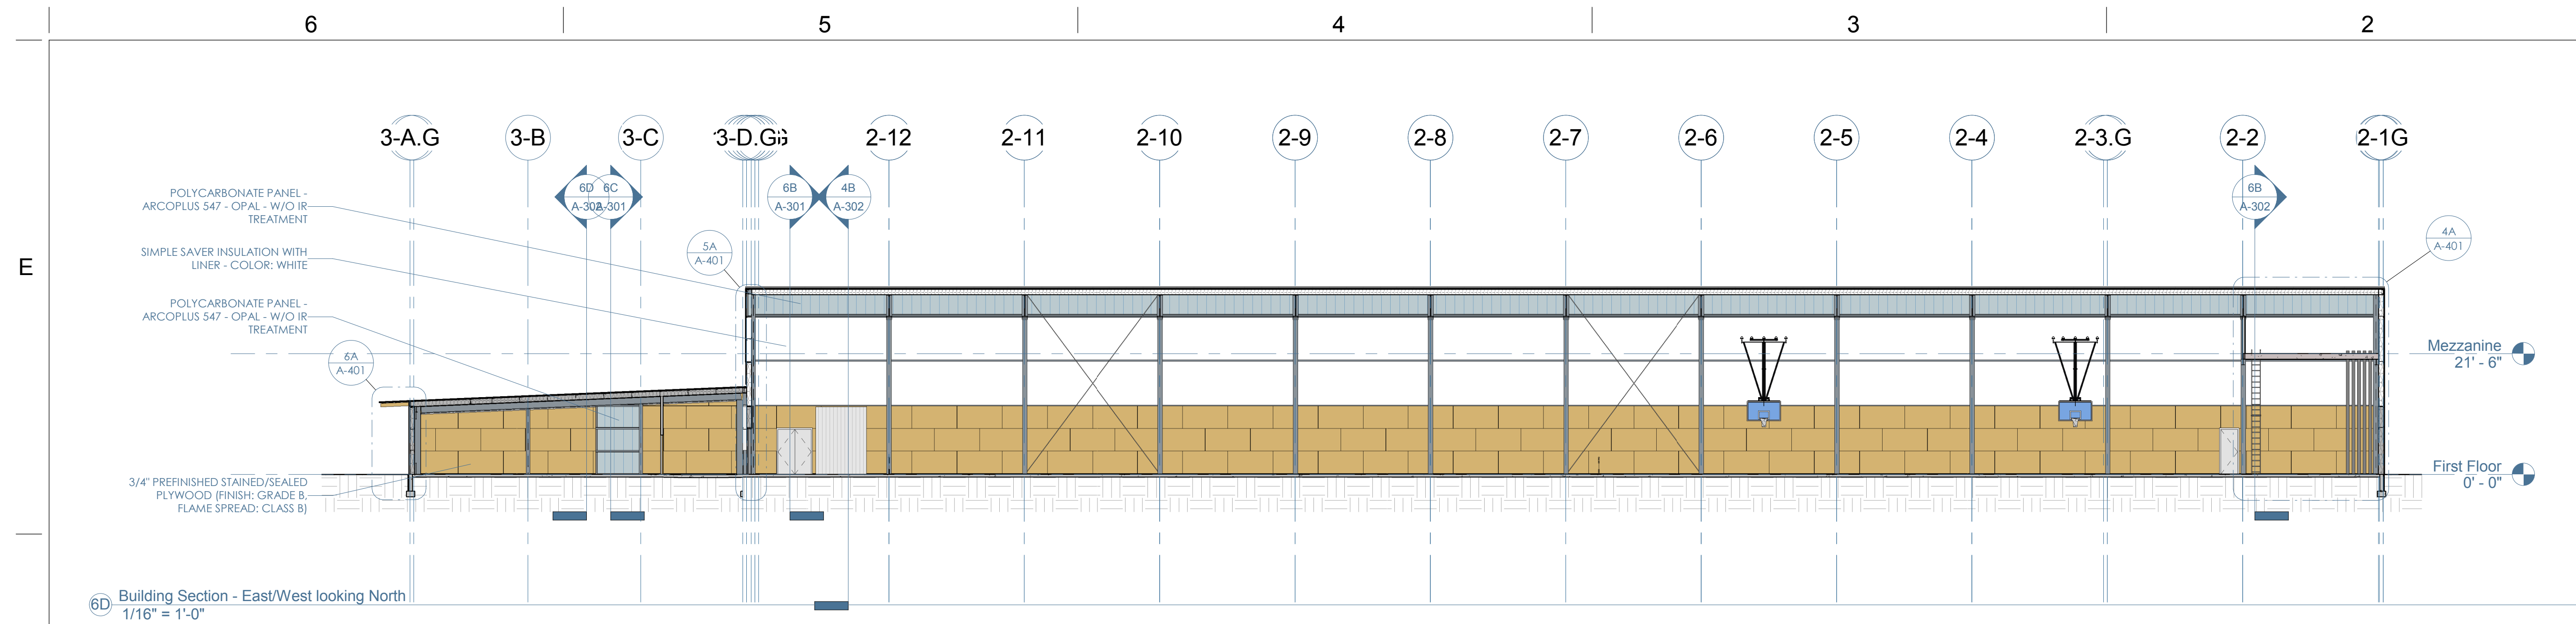 6 5 4 3 2
3-A.G 3-B 3-C 3-D.G 2-12 2-11 2-10 2-9 2-8 2-7 2-6 2-5 2-4 2-3.G 2-2 2-1G
6D 6C 6B 4B 6B
A-302 A-301 A-301 A-302 A-302
POLYCARBONATE PANEL -
ARCOPLUS 547 - OPAL - W/O IR
TREATMENT
4A
A-401
5A
A-401
SIMPLE SAVER INSULATION WITH
LINER - COLOR: WHITE
E
POLYCARBONATE PANEL -
ARCOPLUS 547 - OPAL - W/O IR
TREATMENT
6A
A-401
Mezzanine
21' - 6"
First Floor
0' - 0"
3/4" PREFINISHED STAINED/SEALED
PLYWOOD (FINISH: GRADE B,
FLAME SPREAD: CLASS B)
6D Building Section - East/West looking North
1/16" = 1'-0"